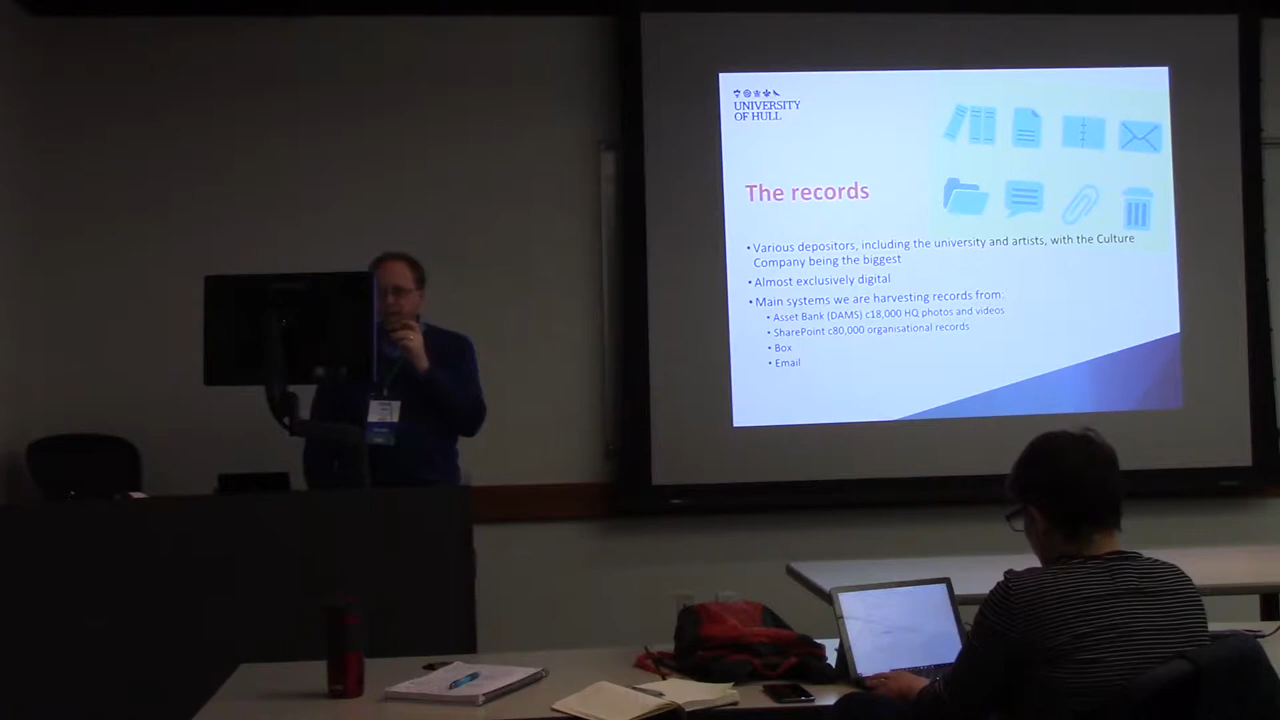 UNIVERSITY
OF HULL
The records
• Various depositors, including the university and artists, with the Culture
Company being the biggest
• Almost exclusively digital
• Main systems we are harvesting records from:
• Asset Bank (DAMS) c18,000 HQ photos and videos
• SharePoint c80,000 organisational records
• Box
• Email